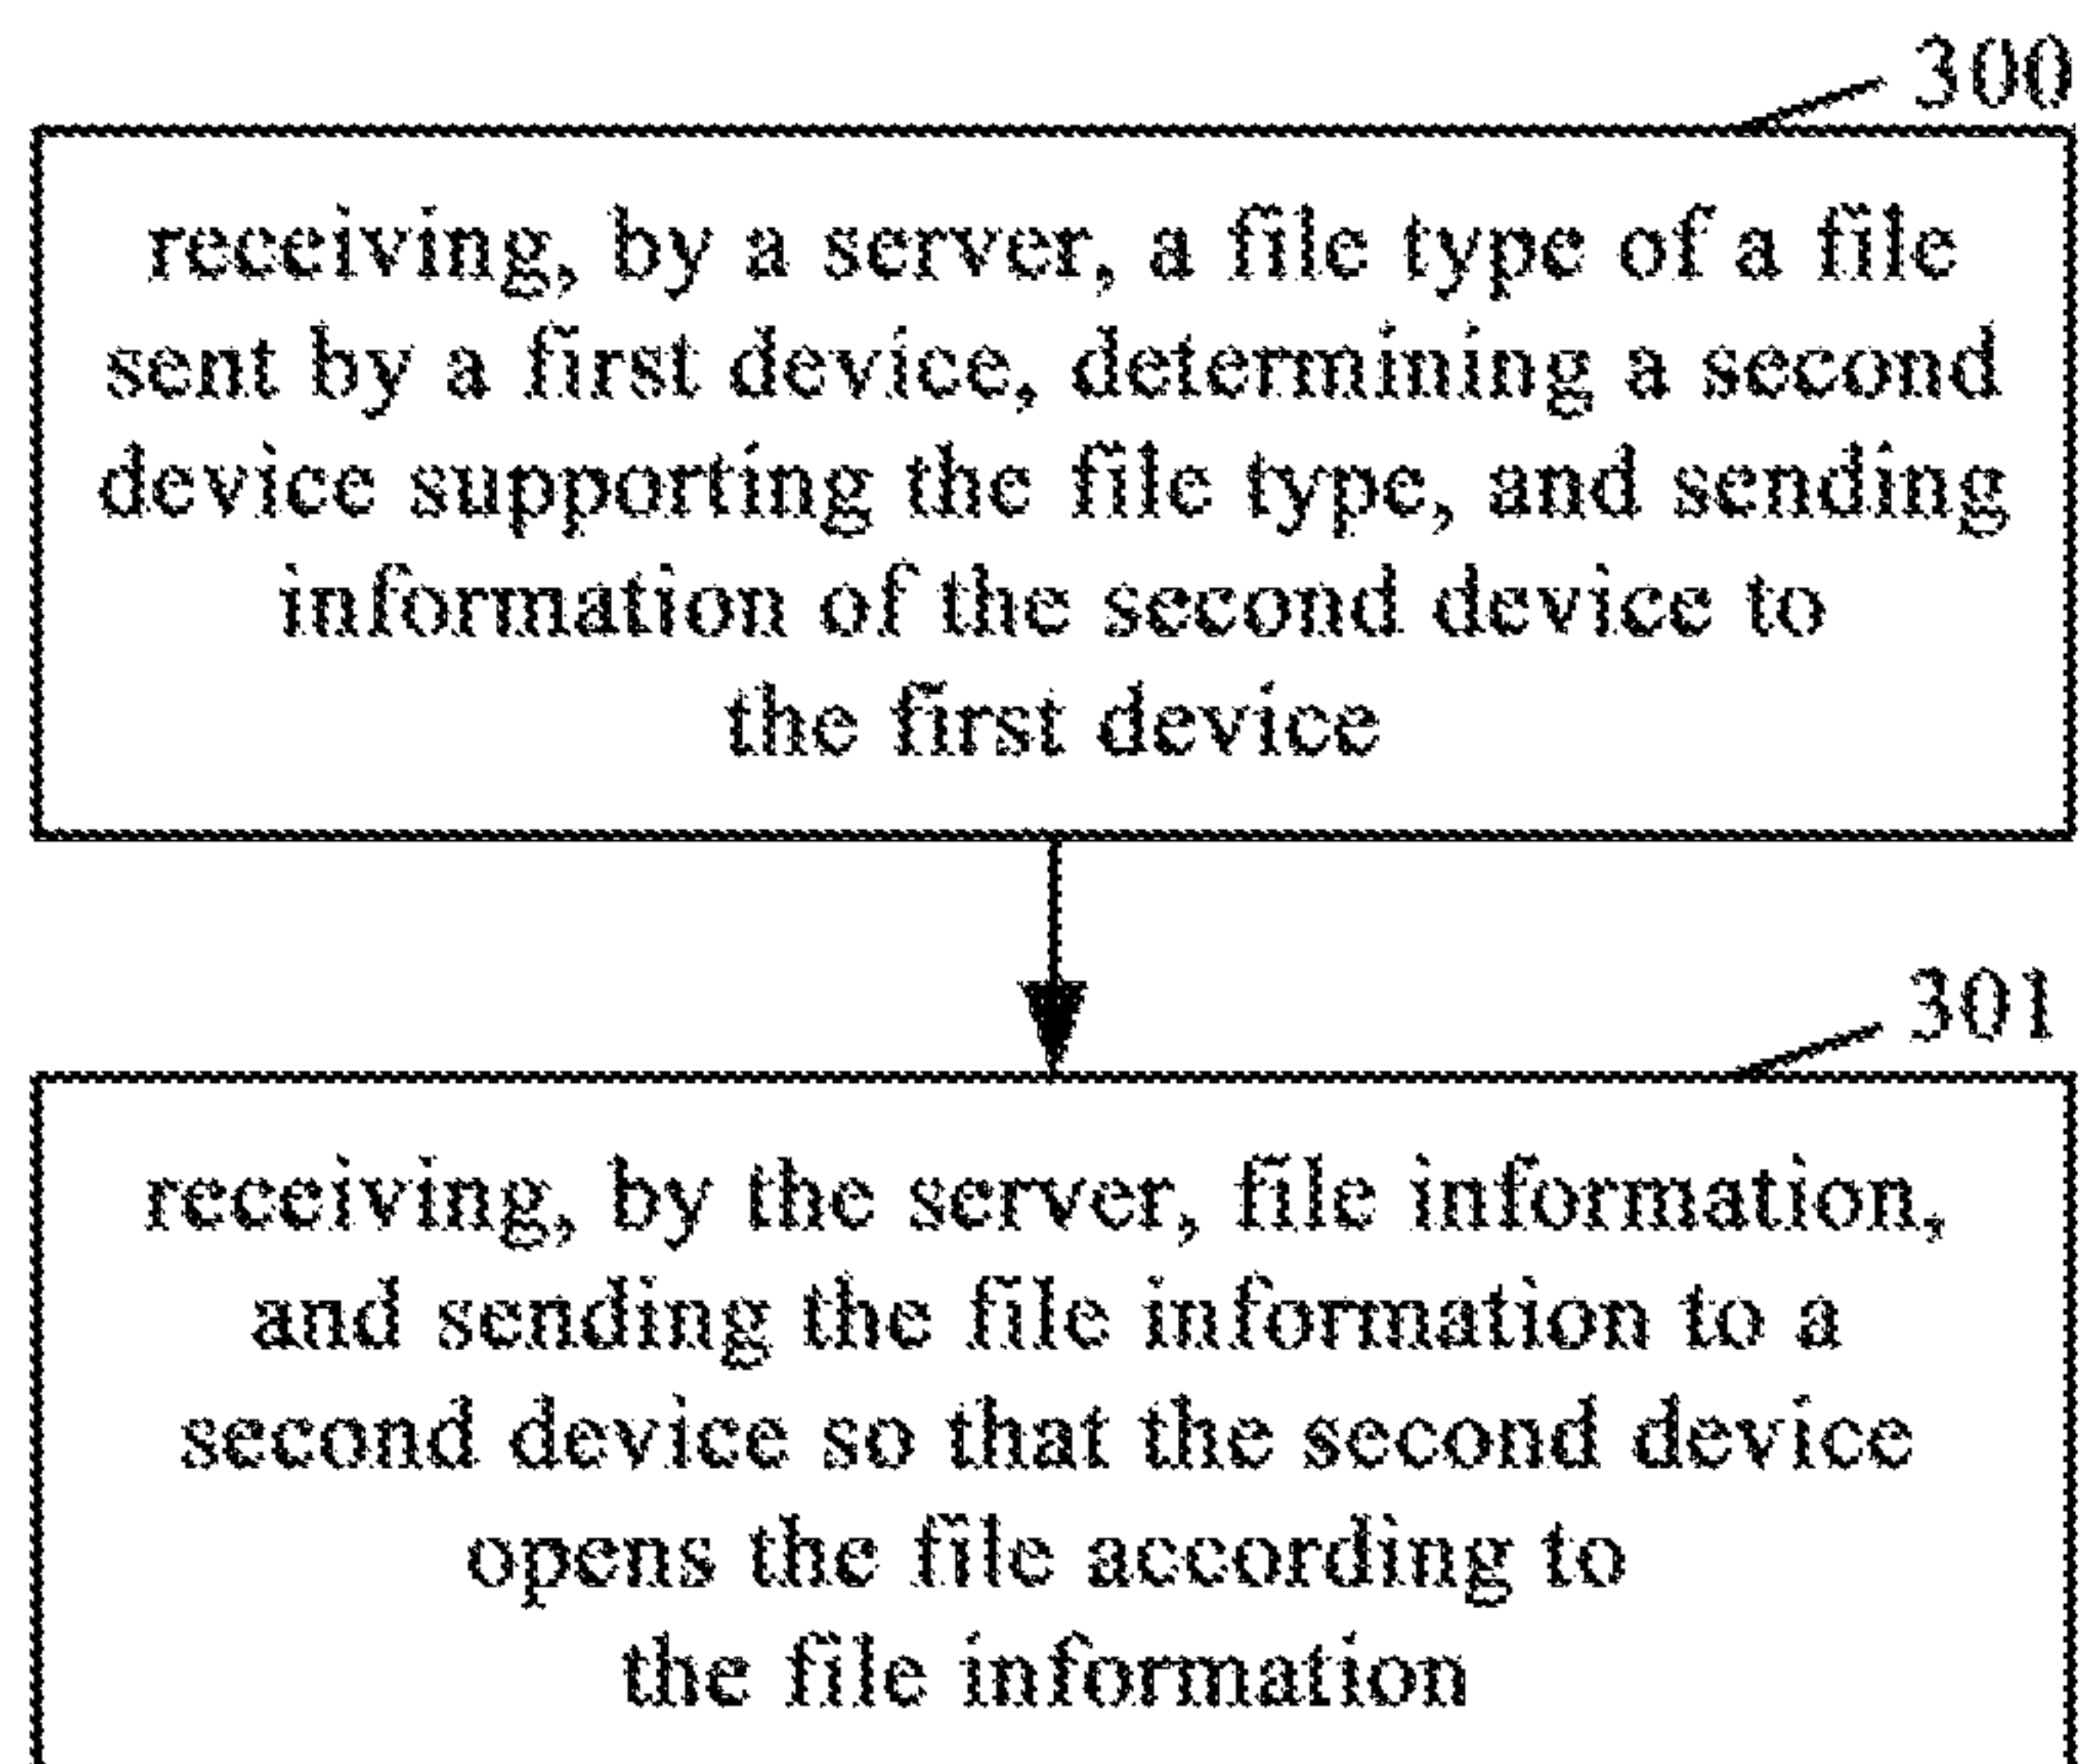 300
receiving, by a server, a file type of a file
sent by a first device, determining a second
device supporting the file type, and sending
information of the second device to
the first device
301
receiving, by the server, file information,
and sending the file information to a
second device so that the second device
opens the file according to
the file information